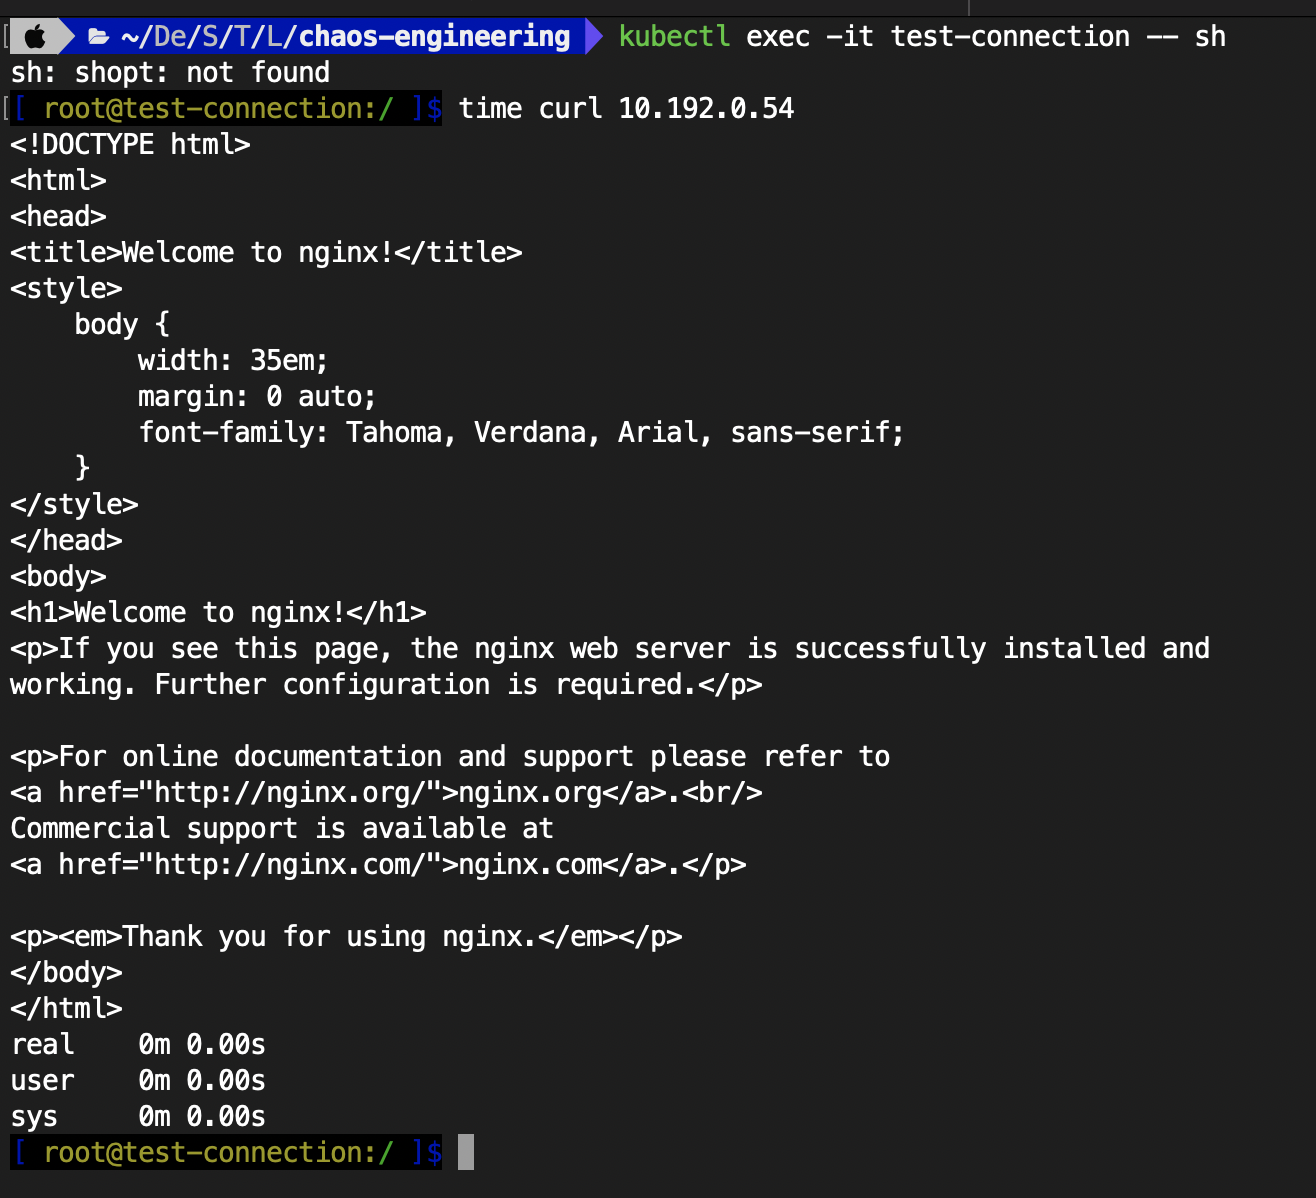 ~/De/S/T/L/chaos-engineering kubectl exec -it test-connection -- sh
sh: shopt: not found
[ root@test-connection:/ ]$ time curl 10.192.0.54
<!DOCTYPE html>
<html>
<head>
<title>Welcome to nginx!</title>
<style>
    body {
        width: 35em;
        margin: 0 auto;
        font-family: Tahoma, Verdana, Arial, sans-serif;
    }
</style>
</head>
<body>
<h1>Welcome to nginx!</h1>
<p>If you see this page, the nginx web server is successfully installed and
working. Further configuration is required.</p>

<p>For online documentation and support please refer to
<a href="http://nginx.org/">nginx.org</a>.<br/>
Commercial support is available at
<a href="http://nginx.com/">nginx.com</a>.</p>

<p><em>Thank you for using nginx.</em></p>
</body>
</html>
real    0m 0.00s
user    0m 0.00s
sys     0m 0.00s
[ root@test-connection:/ ]$